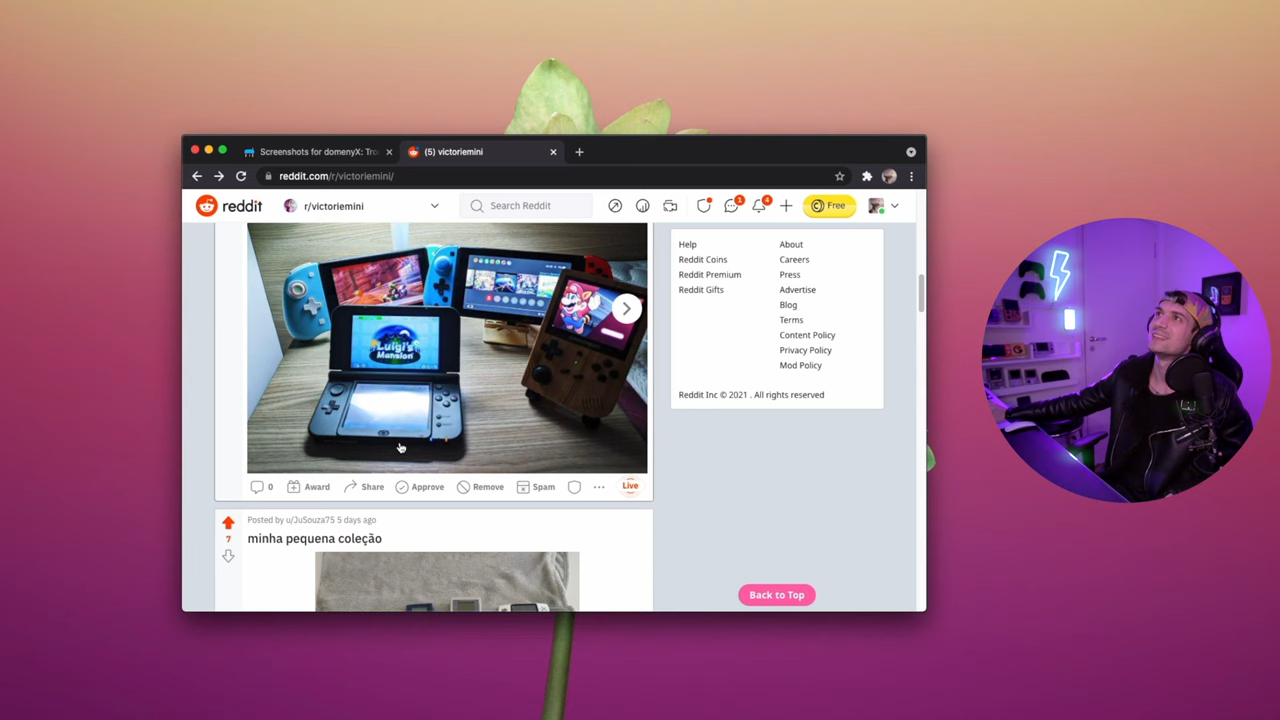 Screenshots for domenyX: Tro
(5) victoriemini
reddit.com/r/victoriemini/
reddit
r/victoriemini
Search Reddit
1
4
Free
Luigi's
Mansion
0
Award
Share
Approve
Remove
Spam
Live
Posted by u/JuSouza75 5 days ago
7
minha pequena coleção
Help
About
Reddit Coins
Careers
Reddit Premium
Press
Reddit Gifts
Advertise
Blog
Terms
Content Policy
Privacy Policy
Mod Policy
Reddit Inc © 2021 . All rights reserved
Back to Top